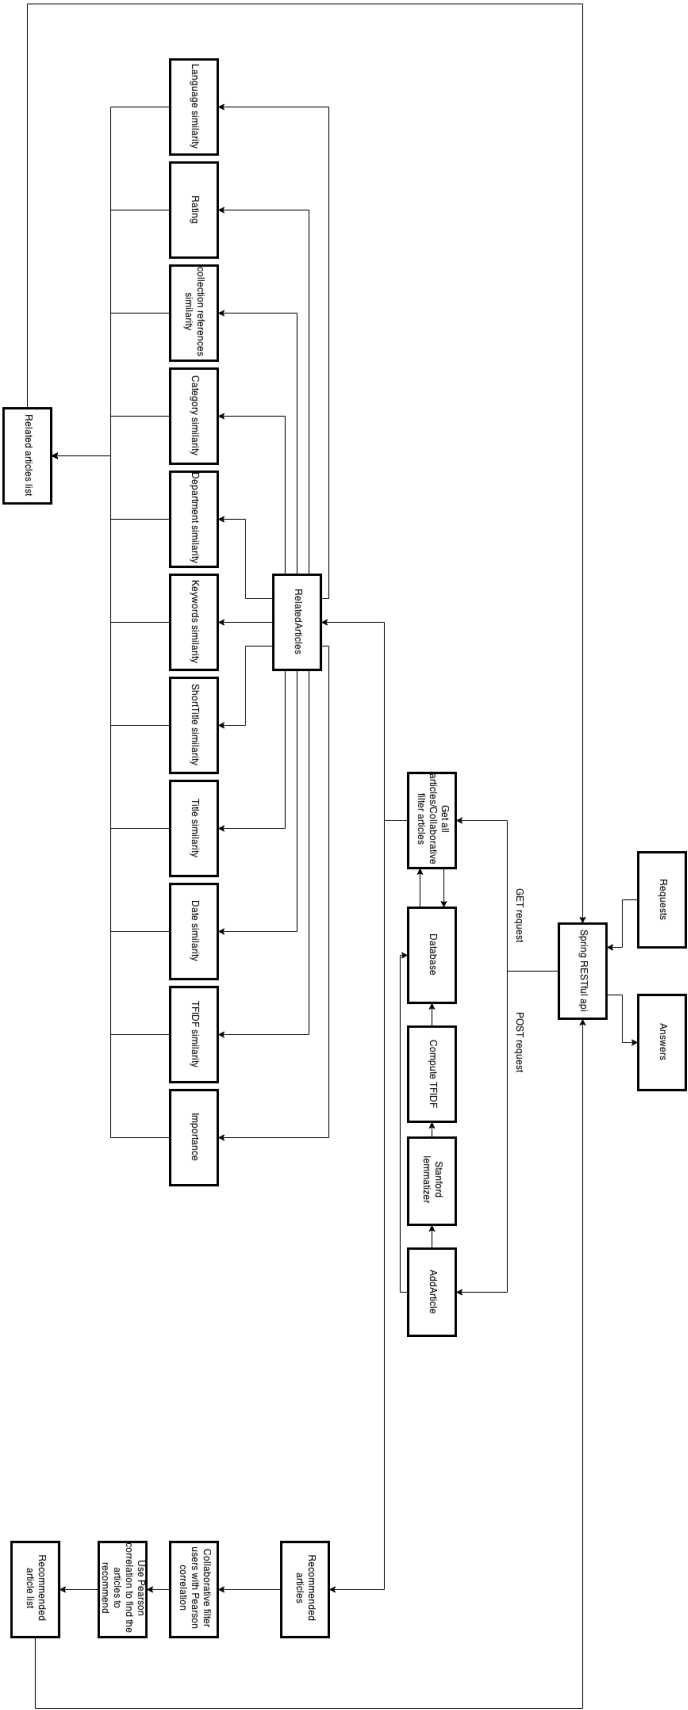 Requests
Answers
Spring RESTful api
GET request
POST request
Get all
articles/Collaborative
filter articles
Database
Compute TFIDF
Stanford
lemmatizer
AddArticle
RelatedArticles
Recommended
articles
Language similarity
Rating
collection references
similarity
Category similarity
Department similarity
Keywords similarity
ShortTitle similarity
Title similarity
Date similarity
TFIDF similarity
Importance
Collaborative filter
users with Pearson
correlation
Use Pearson
correlation to find the
articles to
recommend
Related articles list
Recommended
article list